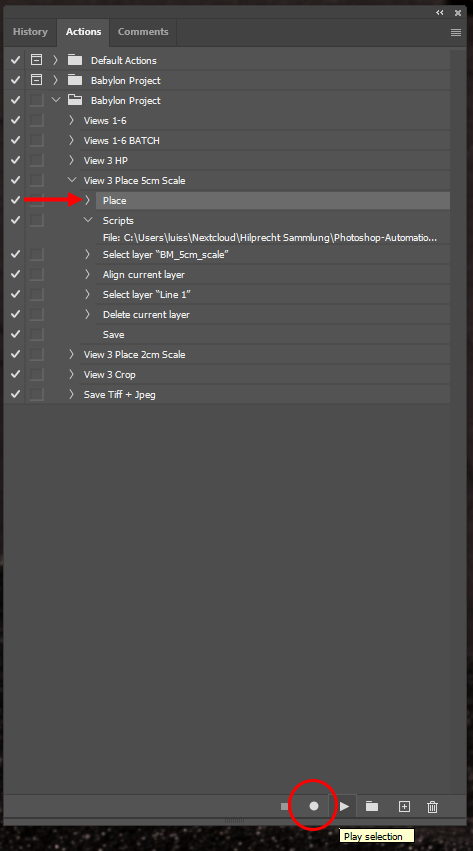 History Actions Comments
Default Actions
Babylon Project
Babylon Project
Views 1-6
Views 1-6 BATCH
View 3 HP
View 3 Place 5cm Scale
Place
Scripts
File: C:\Users\luiss\Nextcloud\Hilprecht Sammlung\Photoshop-Automatio...
Select layer “BM_5cm_scale”
Align current layer
Select layer “Line 1”
Delete current layer
Save
View 3 Place 2cm Scale
View 3 Crop
Save Tiff + Jpeg
Play selection